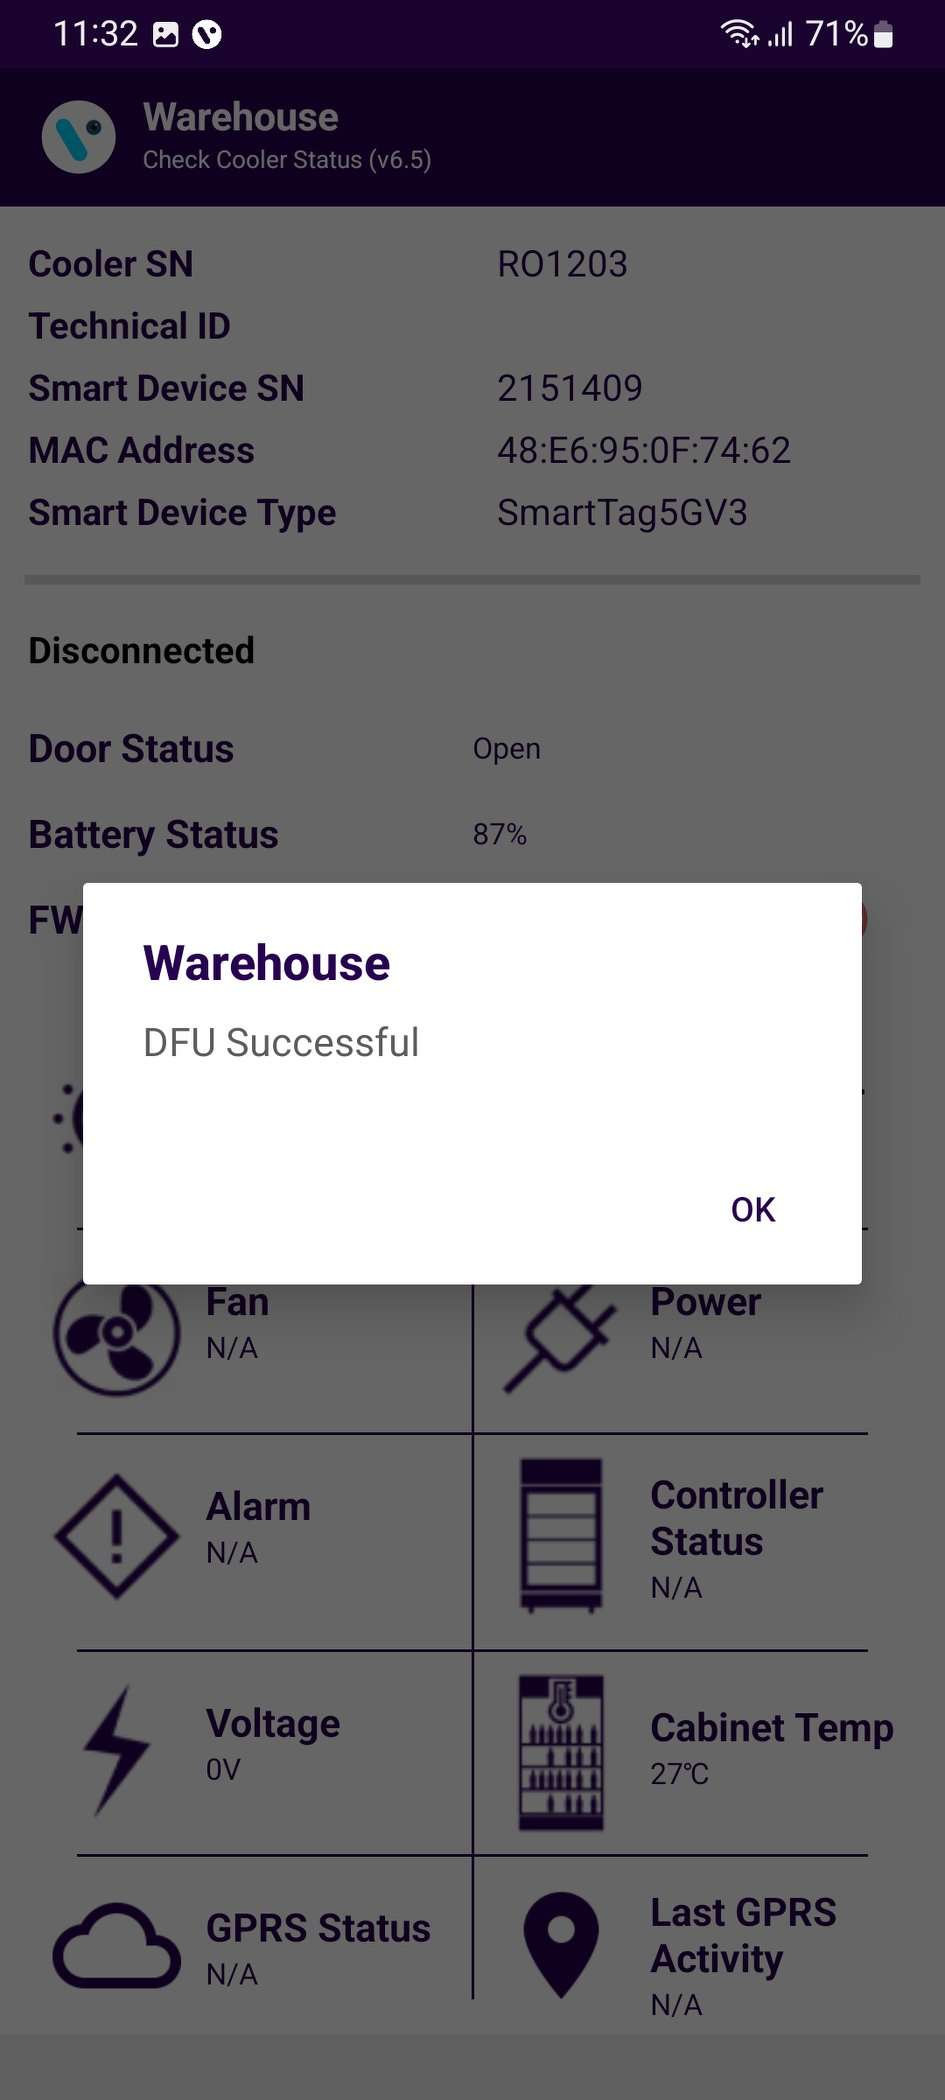 11:32
71%
Warehouse
Check Cooler Status (v6.5)
Cooler SN RO1203
Technical ID
Smart Device SN 2151409
MAC Address 48:E6:95:0F:74:62
Smart Device Type SmartTag5GV3
Disconnected
Door Status Open
Battery Status 87%
FW
Warehouse
DFU Successful
OK
Fan
N/A
Power
N/A
Alarm
N/A
Controller
Status
N/A
Voltage
0V
Cabinet Temp
27°C
GPRS Status
N/A
Last GPRS
Activity
N/A